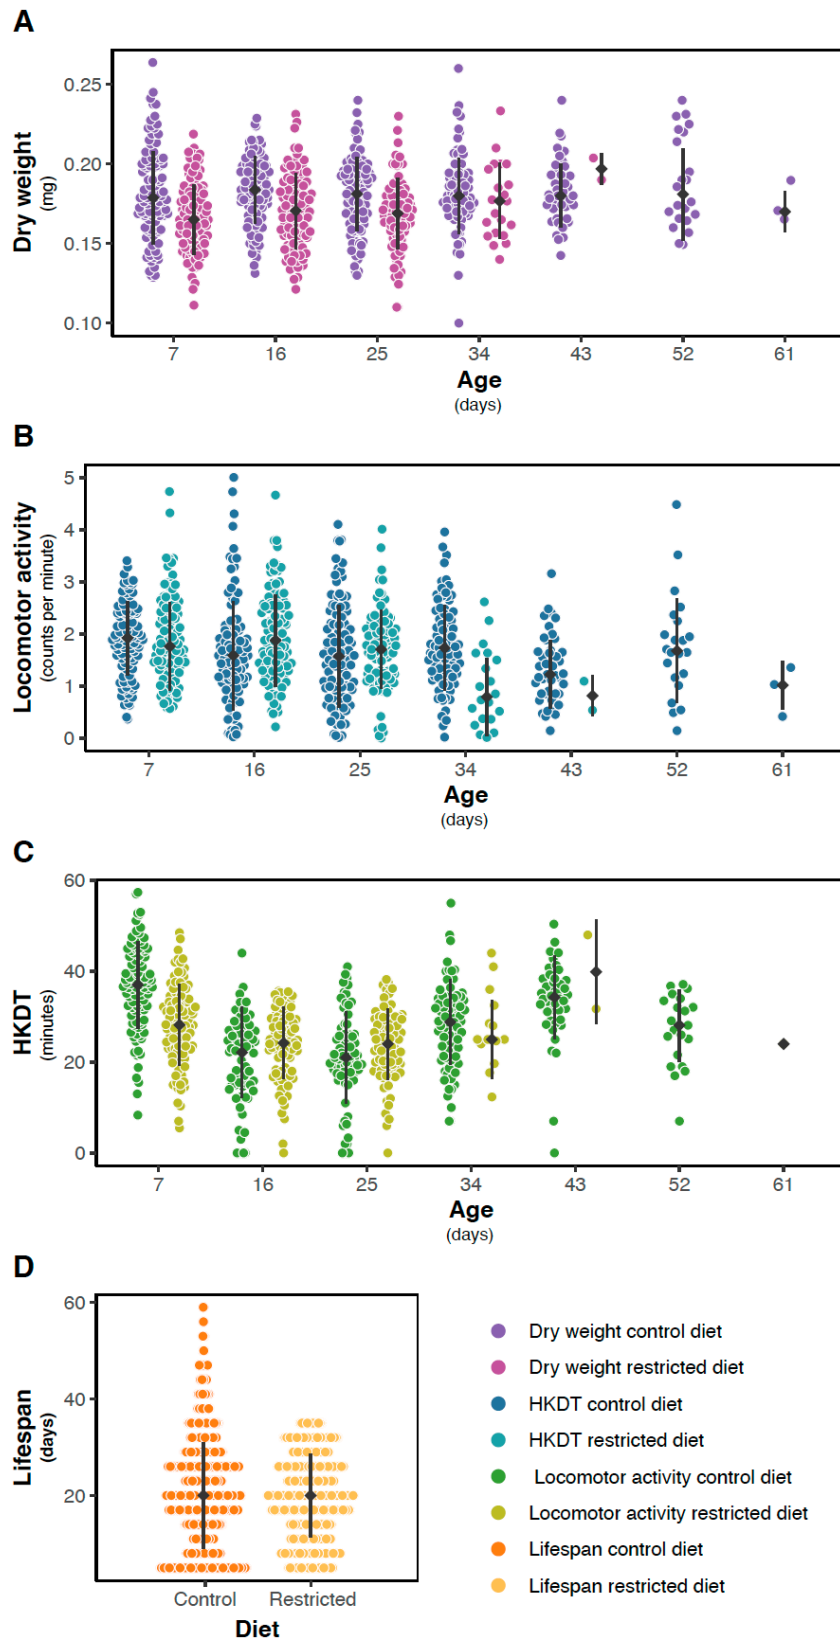 A
Dry weight
(mg)
0.25
0.20
0.15
0.10
7 16 25 34 43 52 61
Age
(days)
B
Locomotor activity
(counts per minute)
5
4
3
2
1
0
7 16 25 34 43 52 61
Age
(days)
C
HKDT
(minutes)
60
40
20
0
7 16 25 34 43 52 61
Age
(days)
D
Lifespan
(days)
60
40
20
Control Restricted
Diet
Dry weight control diet
Dry weight restricted diet
HKDT control diet
HKDT restricted diet
Locomotor activity control diet
Locomotor activity restricted diet
Lifespan control diet
Lifespan restricted diet